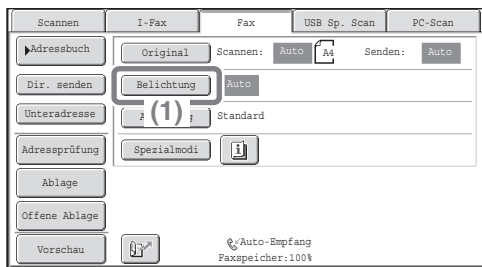 Scannen I-Fax Fax USB Sp. Scan PC-Scan
Adressbuch Original Scannen: Auto A4 Senden: Auto
Dir. senden Belichtung Auto
Unteradresse (1) Standard
Adressprüfung Spezialmodi
Ablage
Offene Ablage
Vorschau Auto-Empfang
Faxspeicher:100%